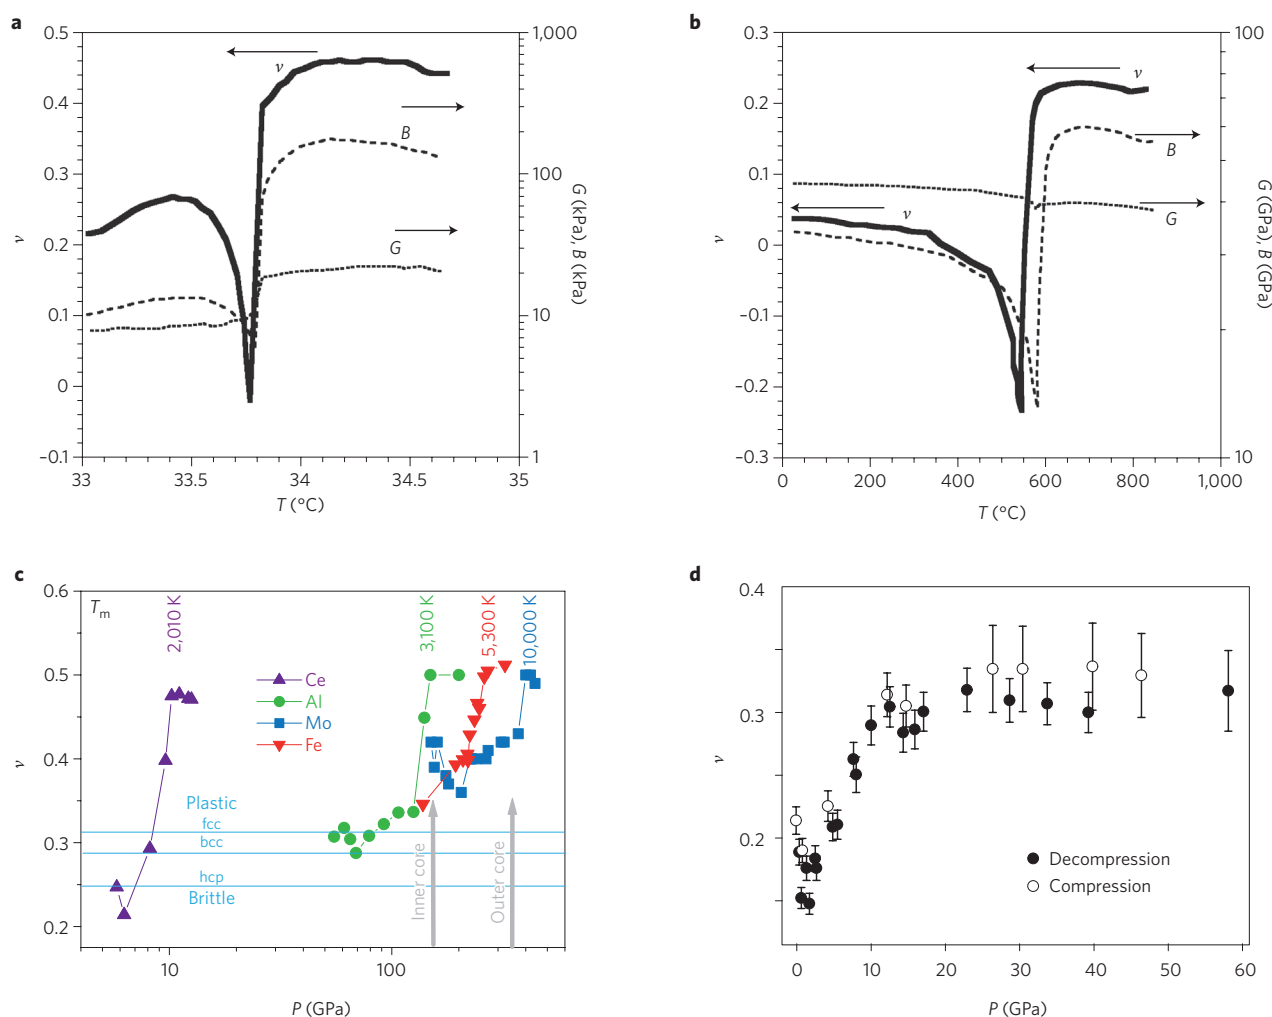 a
0.5
0.4
0.3
0.2
0.1
0
–0.1
ν
33
33.5
34
34.5
35
T (°C)
1,000
100
10
1
G (kPa), B (kPa)
ν
B
G
b
0.3
0.2
0.1
0
–0.1
–0.2
–0.3
ν
0
200
400
600
800
1,000
T (°C)
100
10
G (GPa), B (GPa)
ν
B
ν
G
c
0.6
0.5
0.4
0.3
0.2
ν
Tm
2,010 K
3,100 K
5,300 K
10,000 K
Ce
Al
Mo
Fe
Plastic
fcc
bcc
hcp
Brittle
Inner core
Outer core
10
100
P (GPa)
d
0.4
0.3
0.2
ν
Decompression
Compression
0
10
20
30
40
50
60
P (GPa)